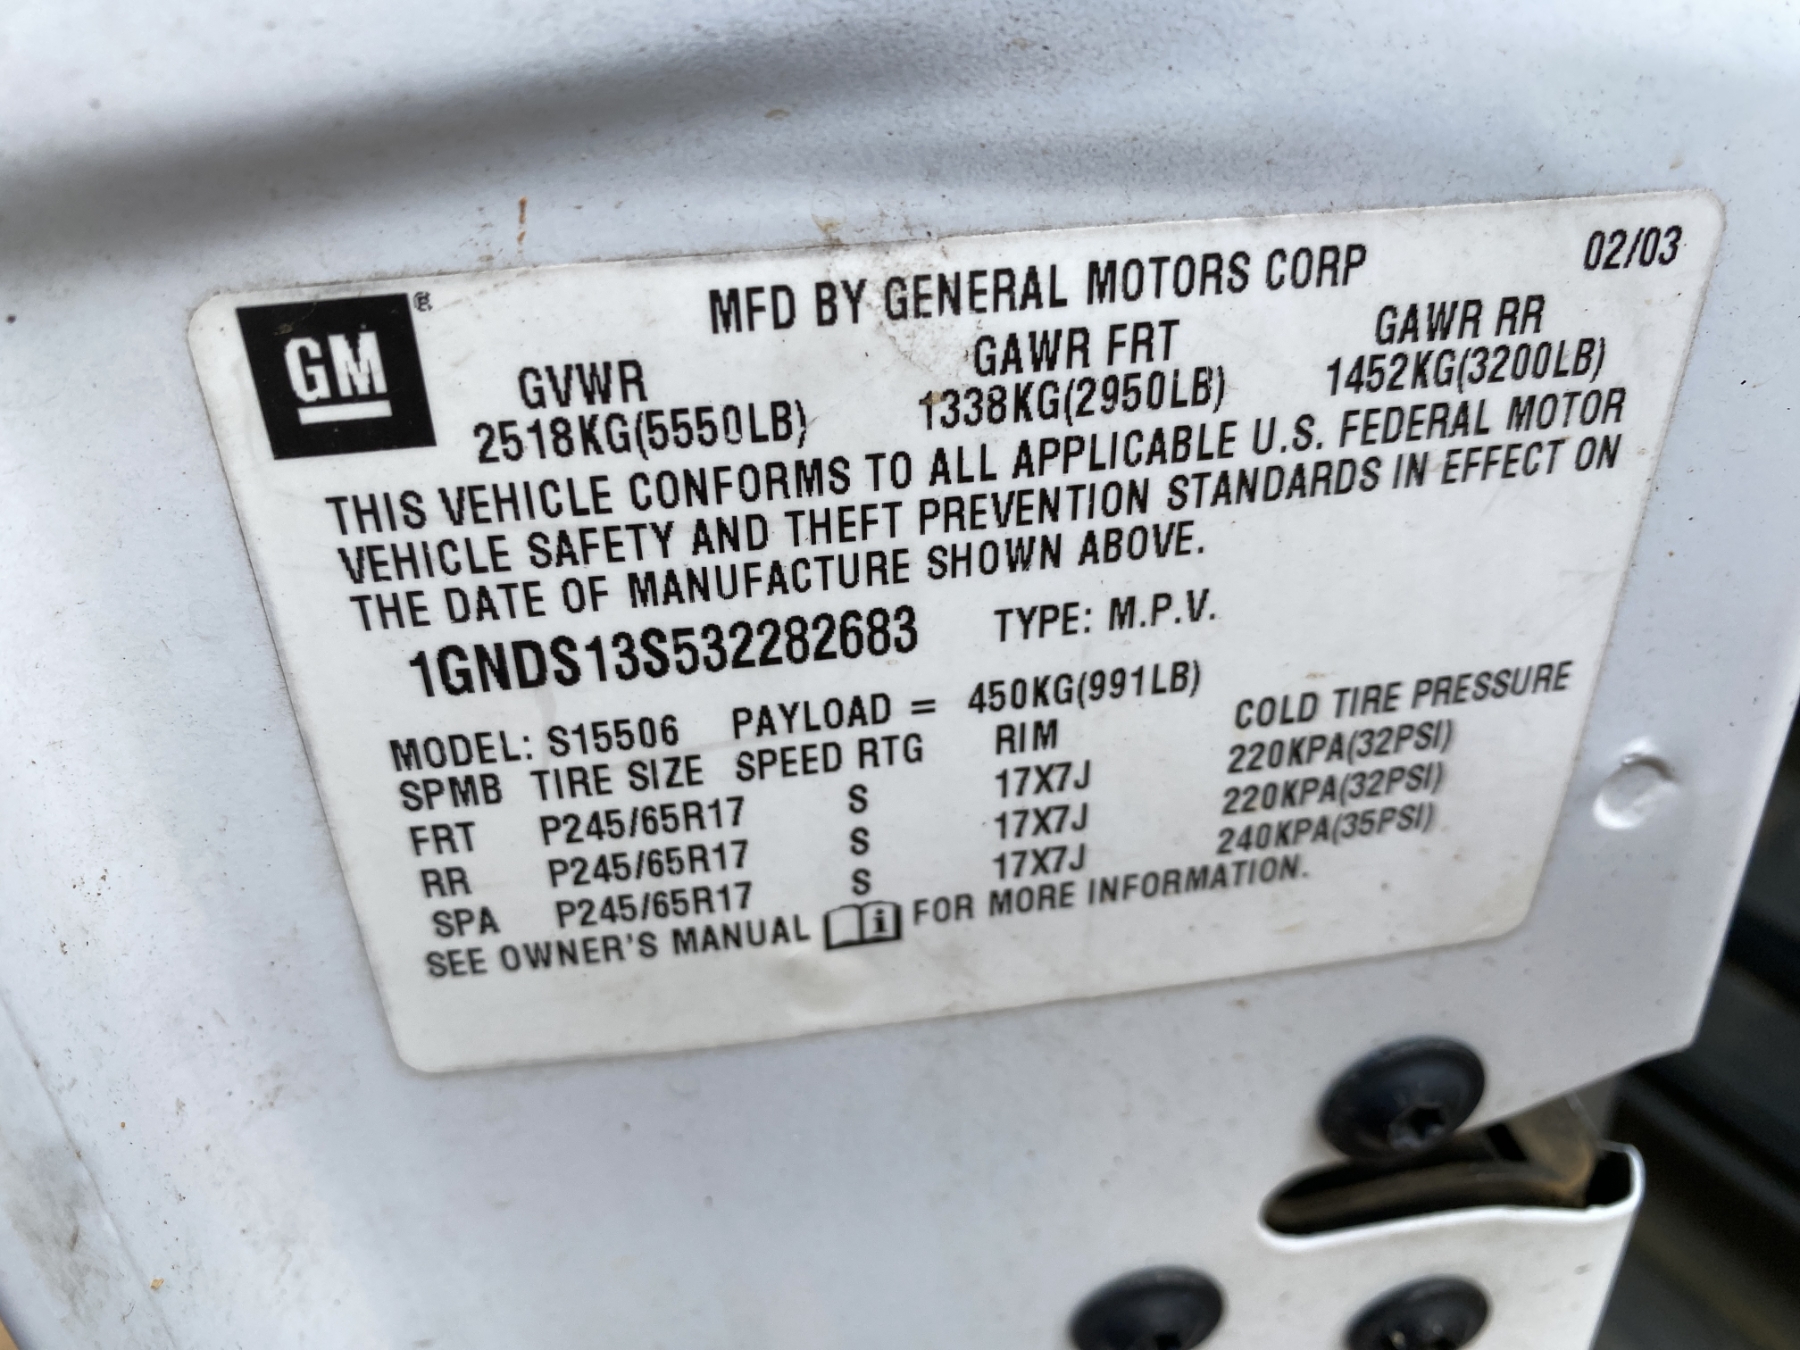 02/03
MFD BY GENERAL MOTORS CORP
GM®
GVWR GAWR FRT GAWR RR
2518KG(5550LB) 1338KG(2950LB) 1452KG(3200LB)
THIS VEHICLE CONFORMS TO ALL APPLICABLE U.S. FEDERAL MOTOR
VEHICLE SAFETY AND THEFT PREVENTION STANDARDS IN EFFECT ON
THE DATE OF MANUFACTURE SHOWN ABOVE.
1GNDS13S532282683 TYPE: M.P.V.
MODEL: S15506 PAYLOAD = 450KG(991LB)
SPMB TIRE SIZE SPEED RTG RIM COLD TIRE PRESSURE
FRT P245/65R17 S 17X7J 220KPA(32PSI)
RR P245/65R17 S 17X7J 220KPA(32PSI)
SPA P245/65R17 S 17X7J 240KPA(35PSI)
SEE OWNER'S MANUAL i FOR MORE INFORMATION.